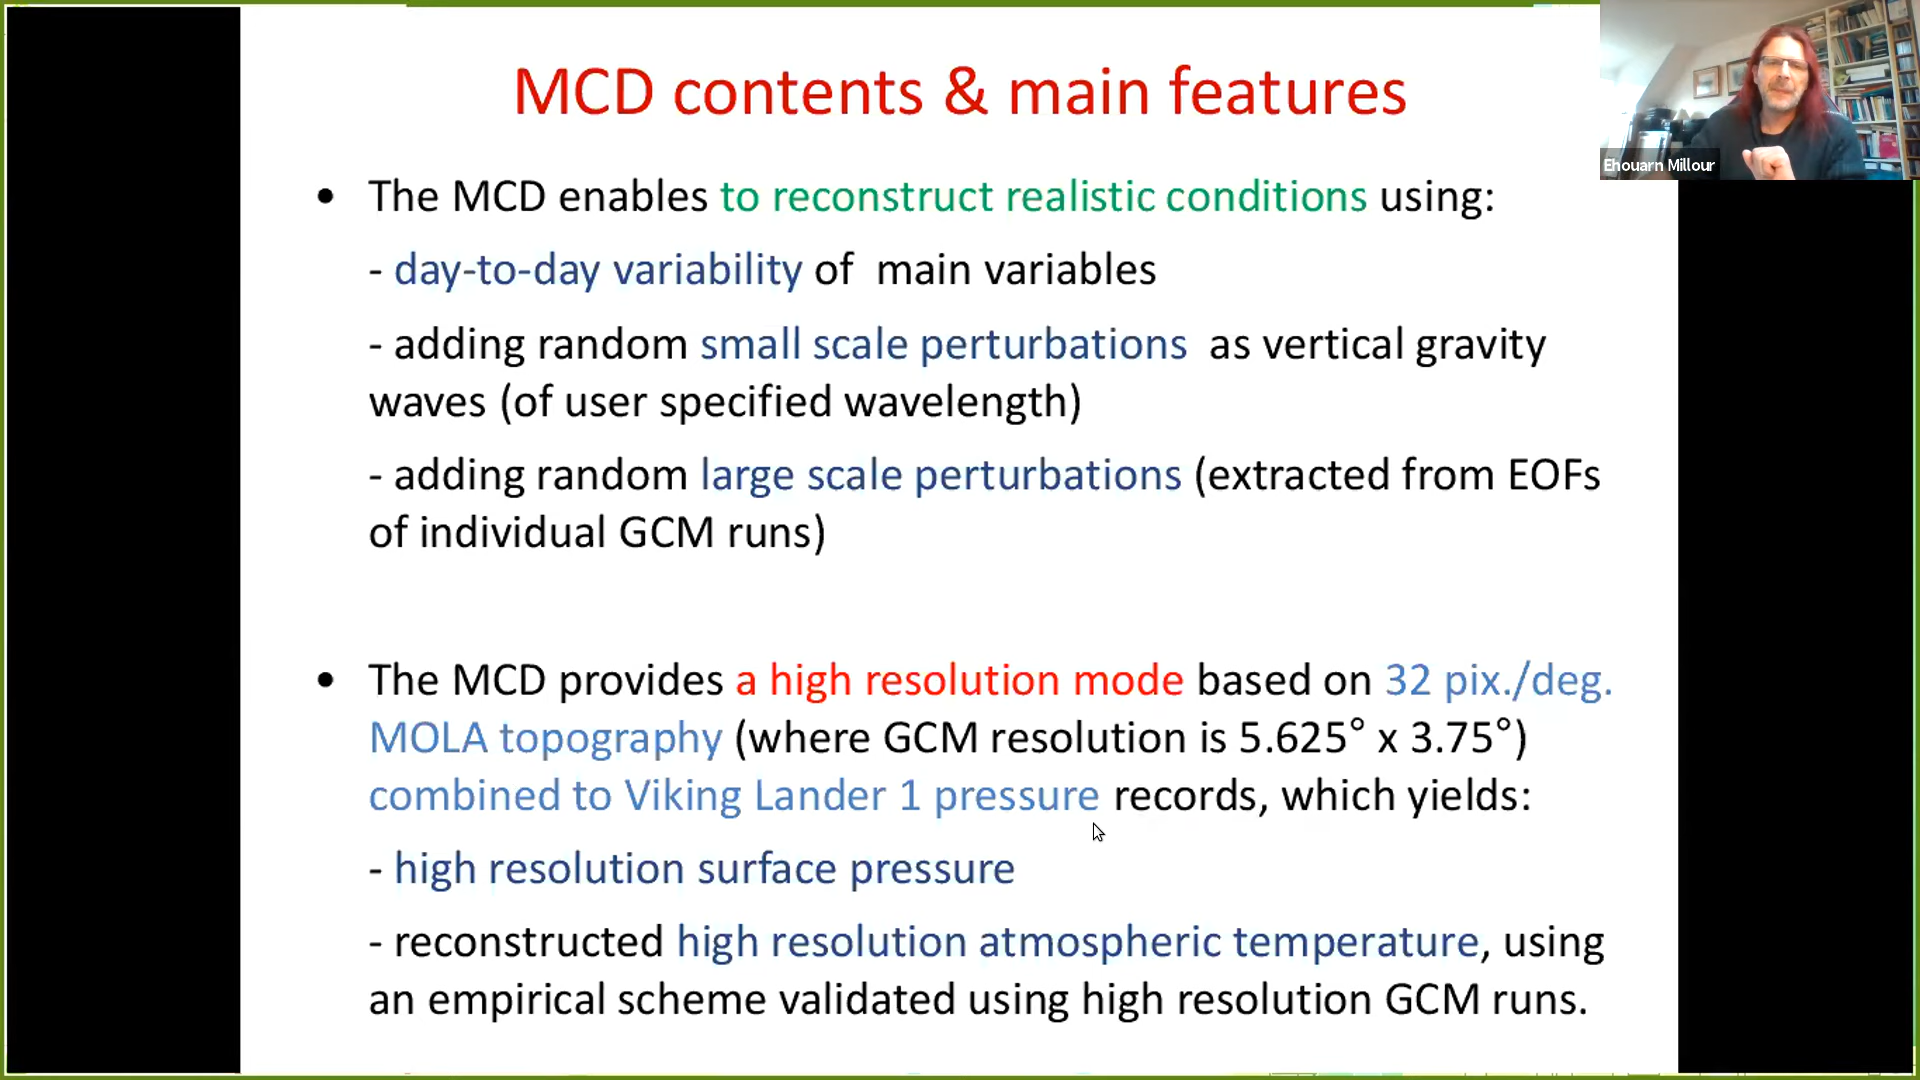 MCD contents & main features
Ehouarn Millour
• The MCD enables to reconstruct realistic conditions using:
- day-to-day variability of main variables
- adding random small scale perturbations as vertical gravity
waves (of user specified wavelength)
- adding random large scale perturbations (extracted from EOFs
of individual GCM runs)
• The MCD provides a high resolution mode based on 32 pix./deg.
MOLA topography (where GCM resolution is 5.625° x 3.75°)
combined to Viking Lander 1 pressure records, which yields:
- high resolution surface pressure
- reconstructed high resolution atmospheric temperature, using
an empirical scheme validated using high resolution GCM runs.